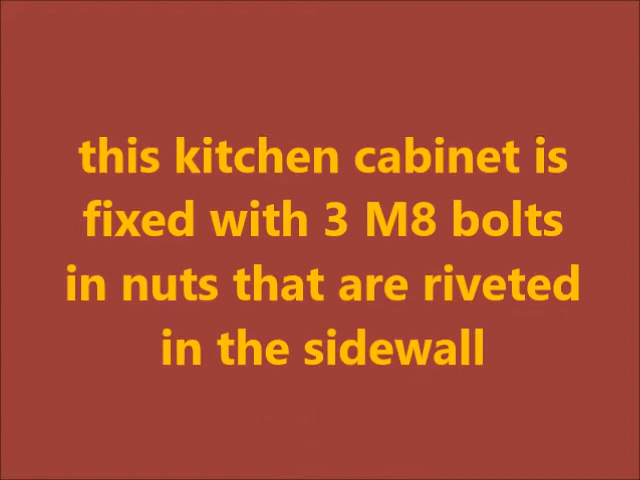 this kitchen cabinet is
fixed with 3 M8 bolts
in nuts that are riveted
in the sidewall